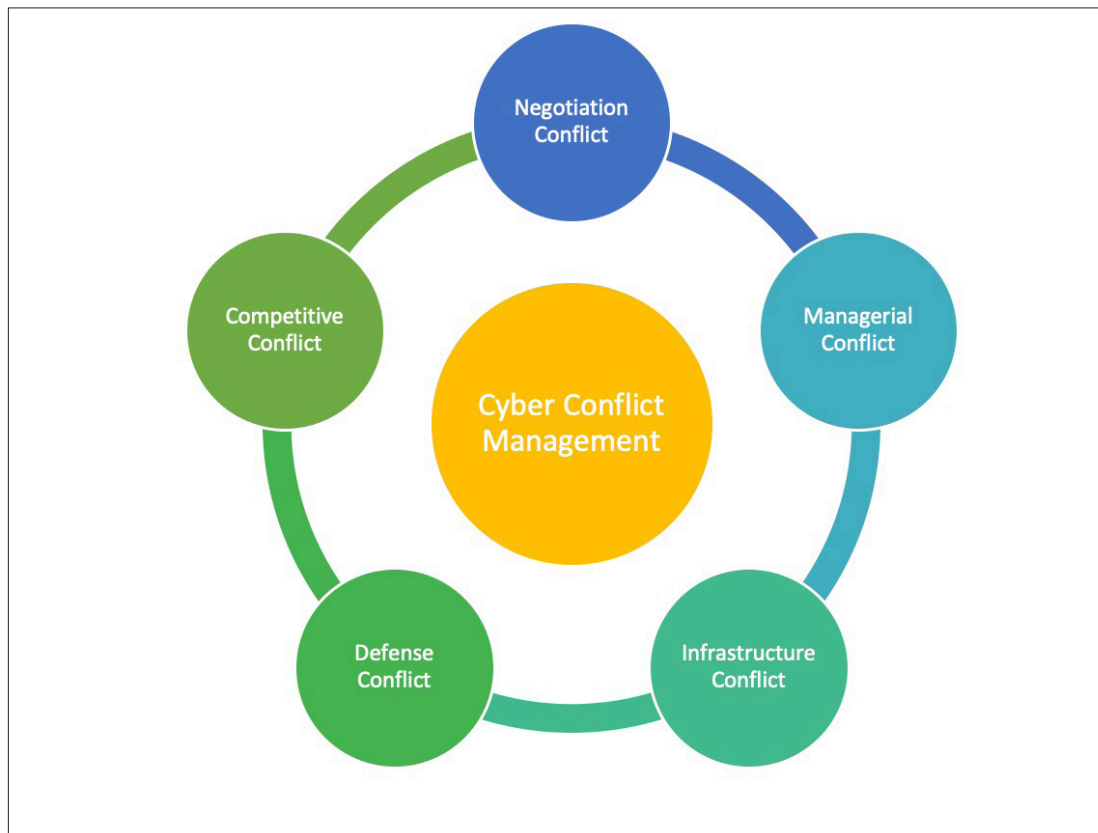 Negotiation
Conflict
Managerial
Conflict
Infrastructure
Conflict
Defense
Conflict
Competitive
Conflict
Cyber Conflict
Management